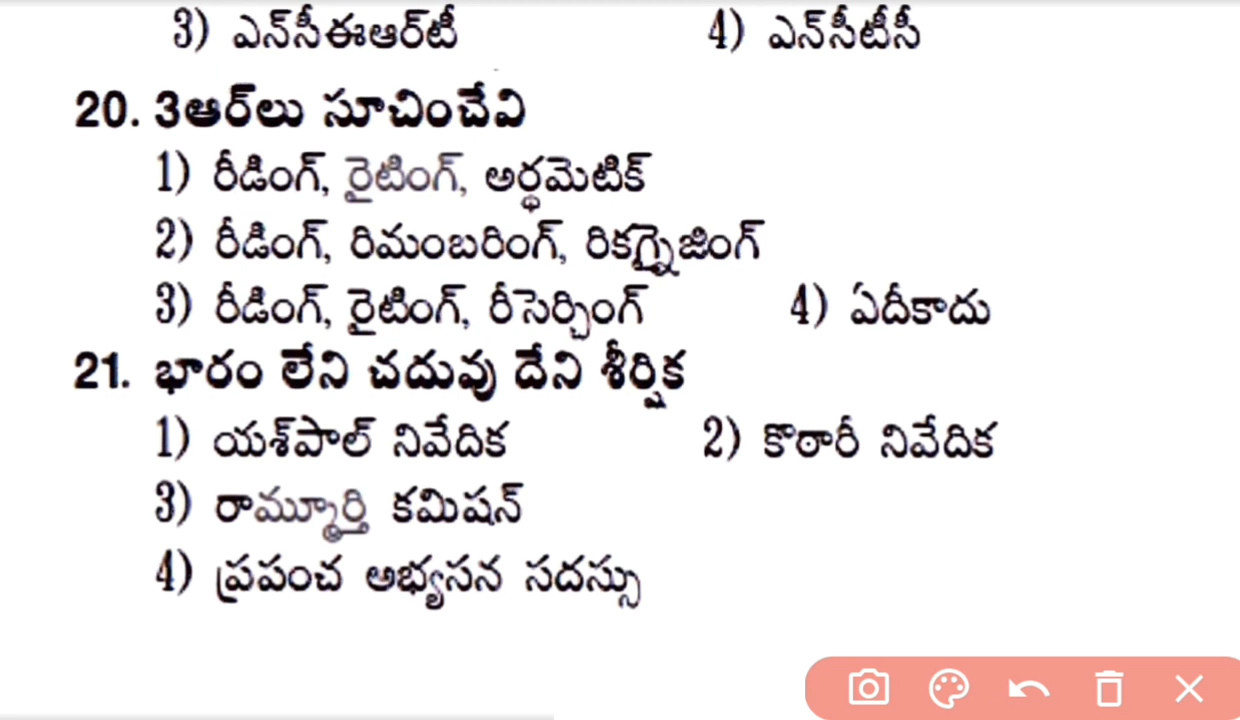 3) ఎన్‌సీఈఆర్‌టీ 4) ఎన్‌సీటీసీ
20. 3ఆర్‌లు సూచించేవి
1) రీడింగ్, రైటింగ్, అర్థమెటిక్
2) రీడింగ్, రిమంబరింగ్, రికగ్నైజింగ్
3) రీడింగ్, రైటింగ్, రీసెర్చింగ్ 4) ఏదీకాదు
21. భారం లేని చదువు దేని శీర్షిక
1) యశ్‌పాల్ నివేదిక 2) కొఠారీ నివేదిక
3) రామ్మూర్తి కమిషన్
4) ప్రపంచ అభ్యసన సదస్సు